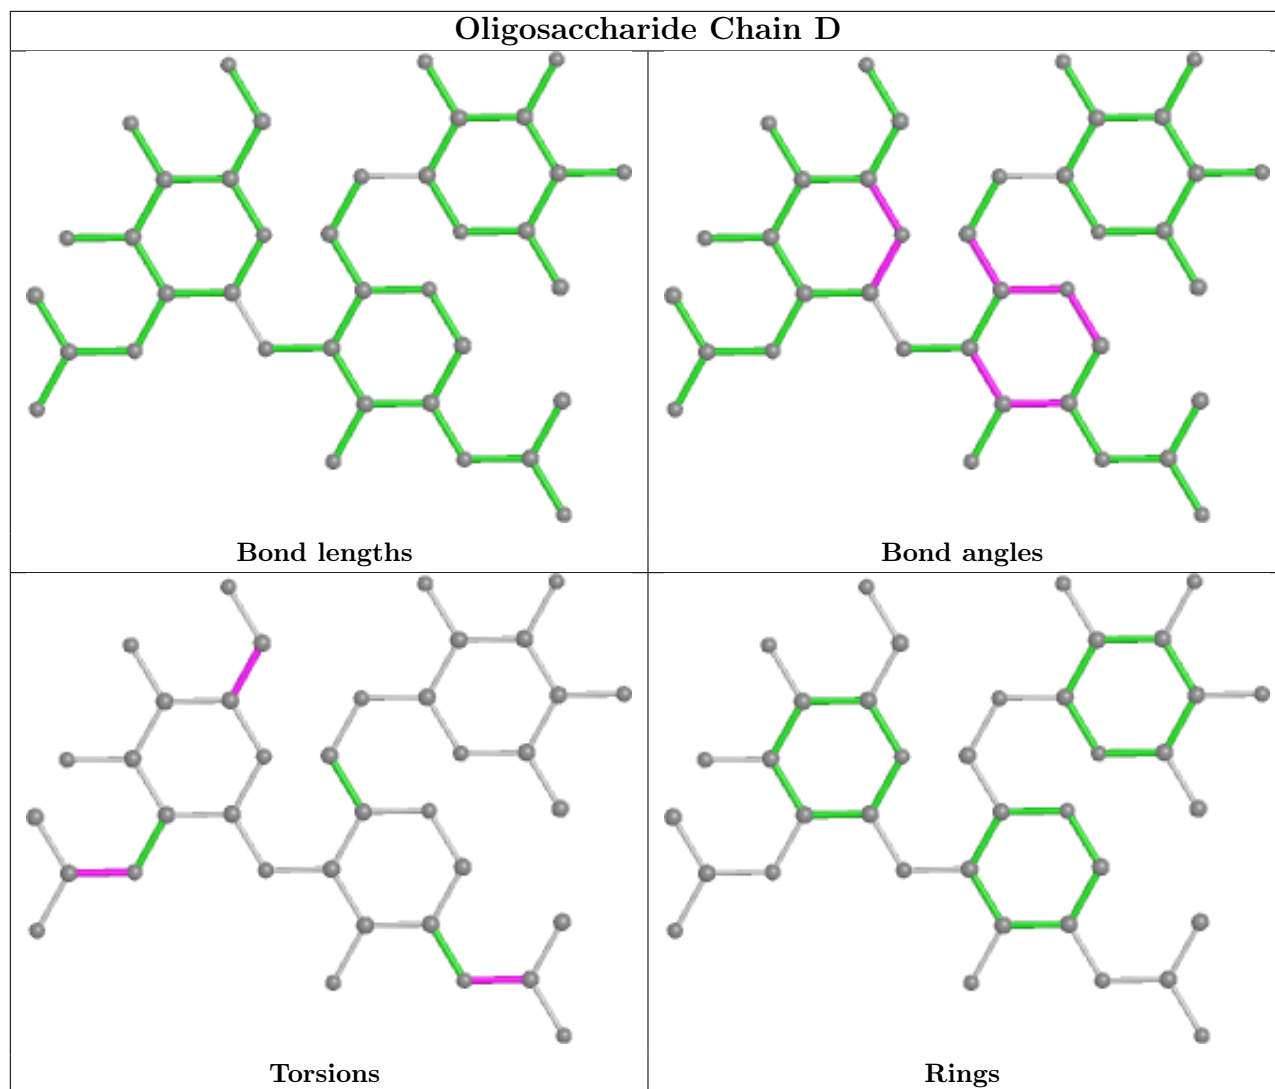 Oligosaccharide Chain D
Bond lengths
Bond angles
Torsions
Rings